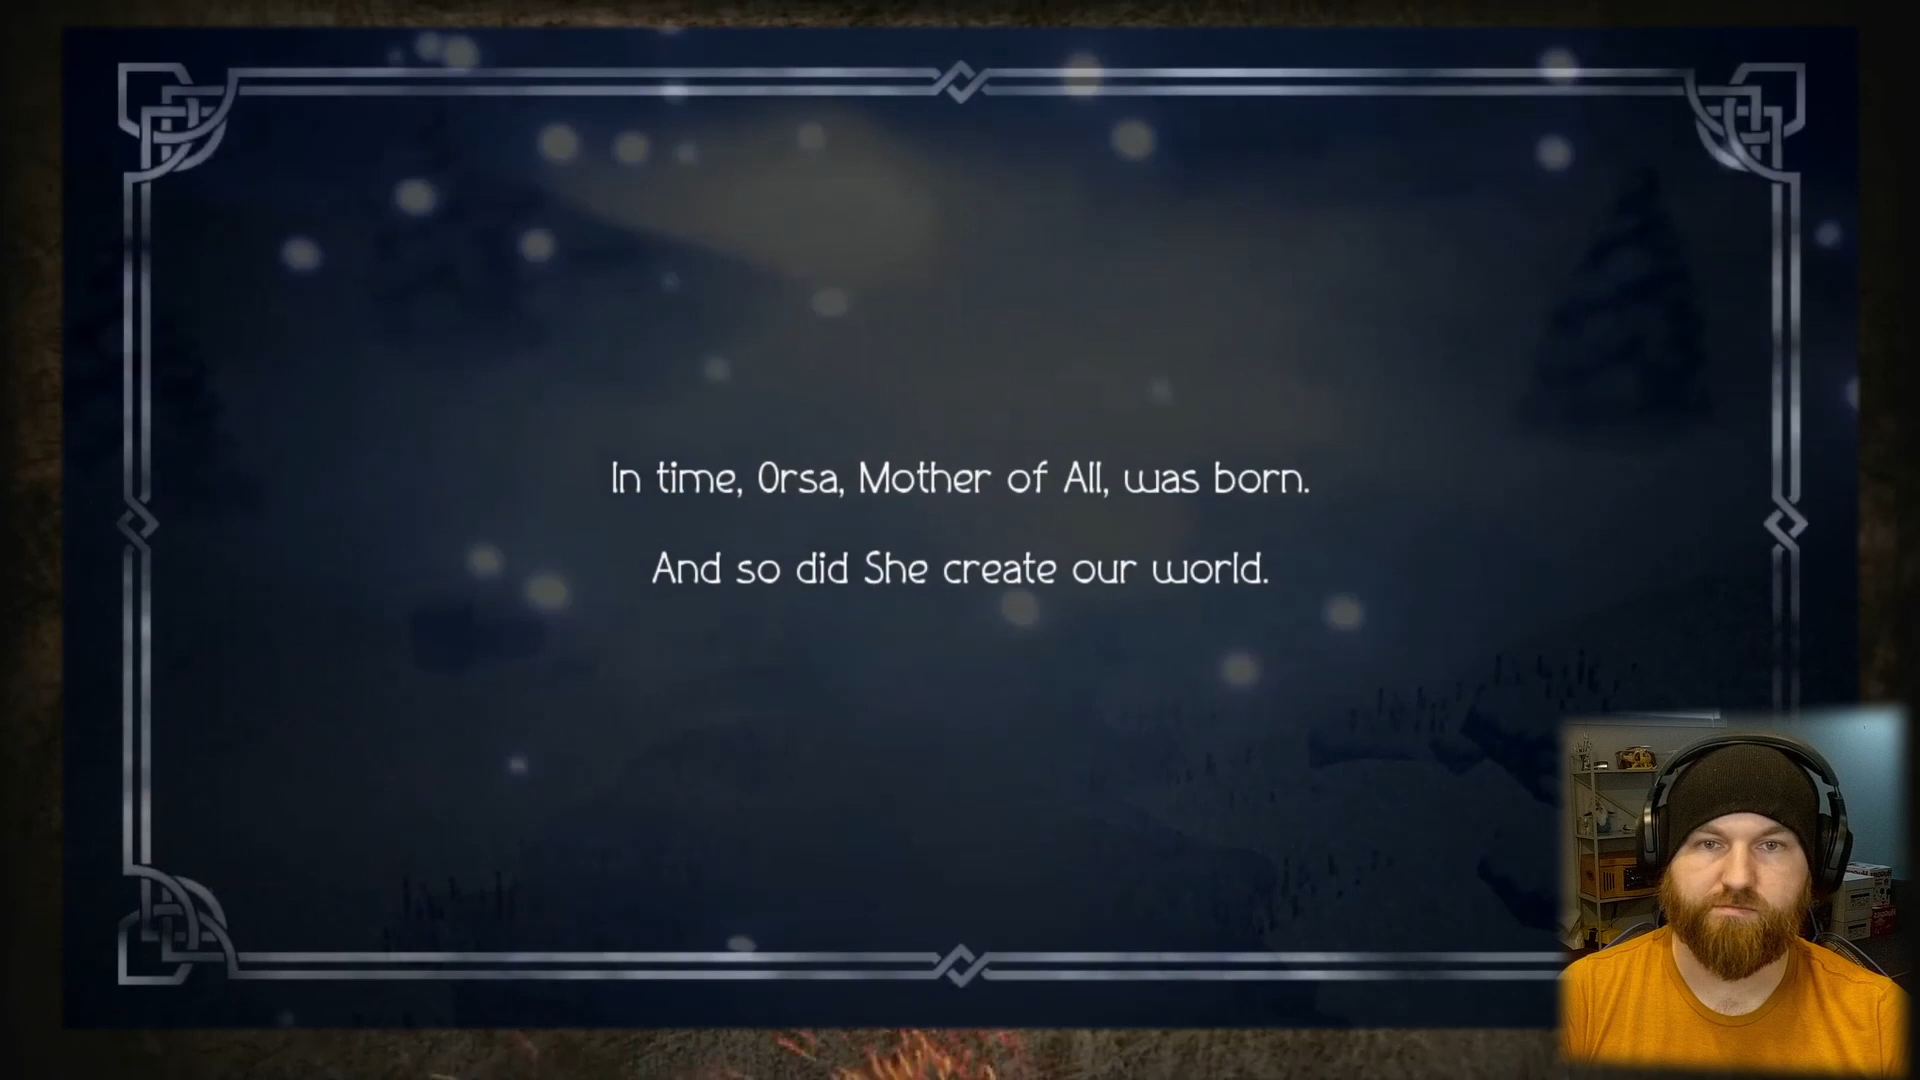 In time, Orsa, Mother of All, was born.
And so did She create our world.